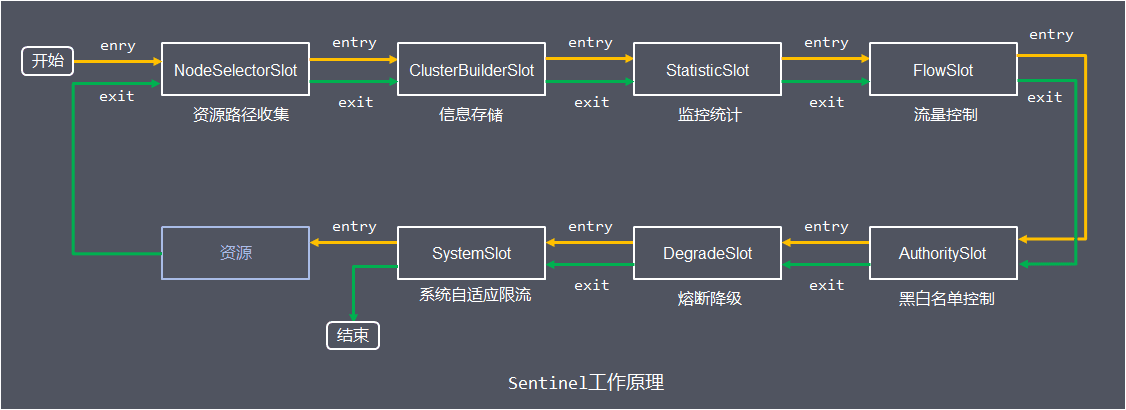 开始
enry
exit
NodeSelectorSlot
资源路径收集
entry
exit
ClusterBuilderSlot
信息存储
entry
exit
StatisticSlot
监控统计
entry
exit
FlowSlot
流量控制
entry
exit
资源
entry
SystemSlot
系统自适应限流
entry
exit
DegradeSlot
熔断降级
entry
exit
AuthoritySlot
黑白名单控制
结束
Sentinel工作原理